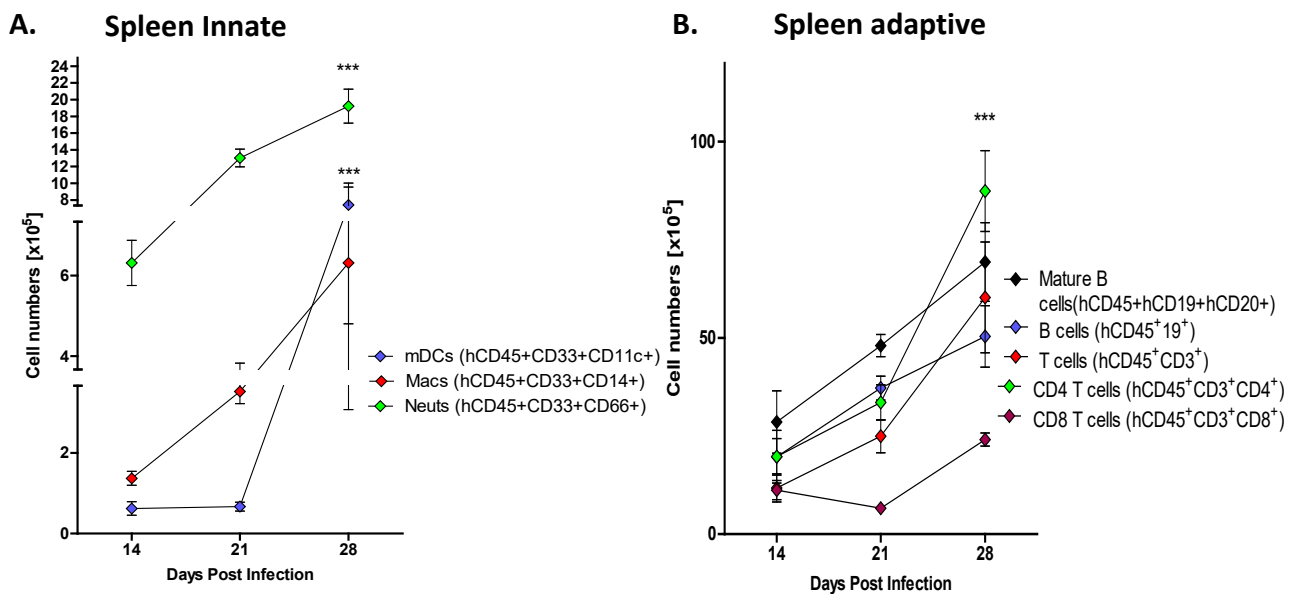 A. Spleen Innate
Cell numbers [x10⁵]
24
22
20
18
16
14
12
10
8
6
4
2
0
***
***
14 21 28
Days Post Infection
mDCs (hCD45+CD33+CD11c+)
Macs (hCD45+CD33+CD14+)
Neuts (hCD45+CD33+CD66+)
B. Spleen adaptive
Cell numbers [x10⁵]
100
50
0
***
14 21 28
Days Post Infection
Mature B
cells(hCD45+hCD19+hCD20+)
B cells (hCD45⁺19⁺)
T cells (hCD45⁺CD3⁺)
CD4 T cells (hCD45⁺CD3⁺CD4⁺)
CD8 T cells (hCD45⁺CD3⁺CD8⁺)